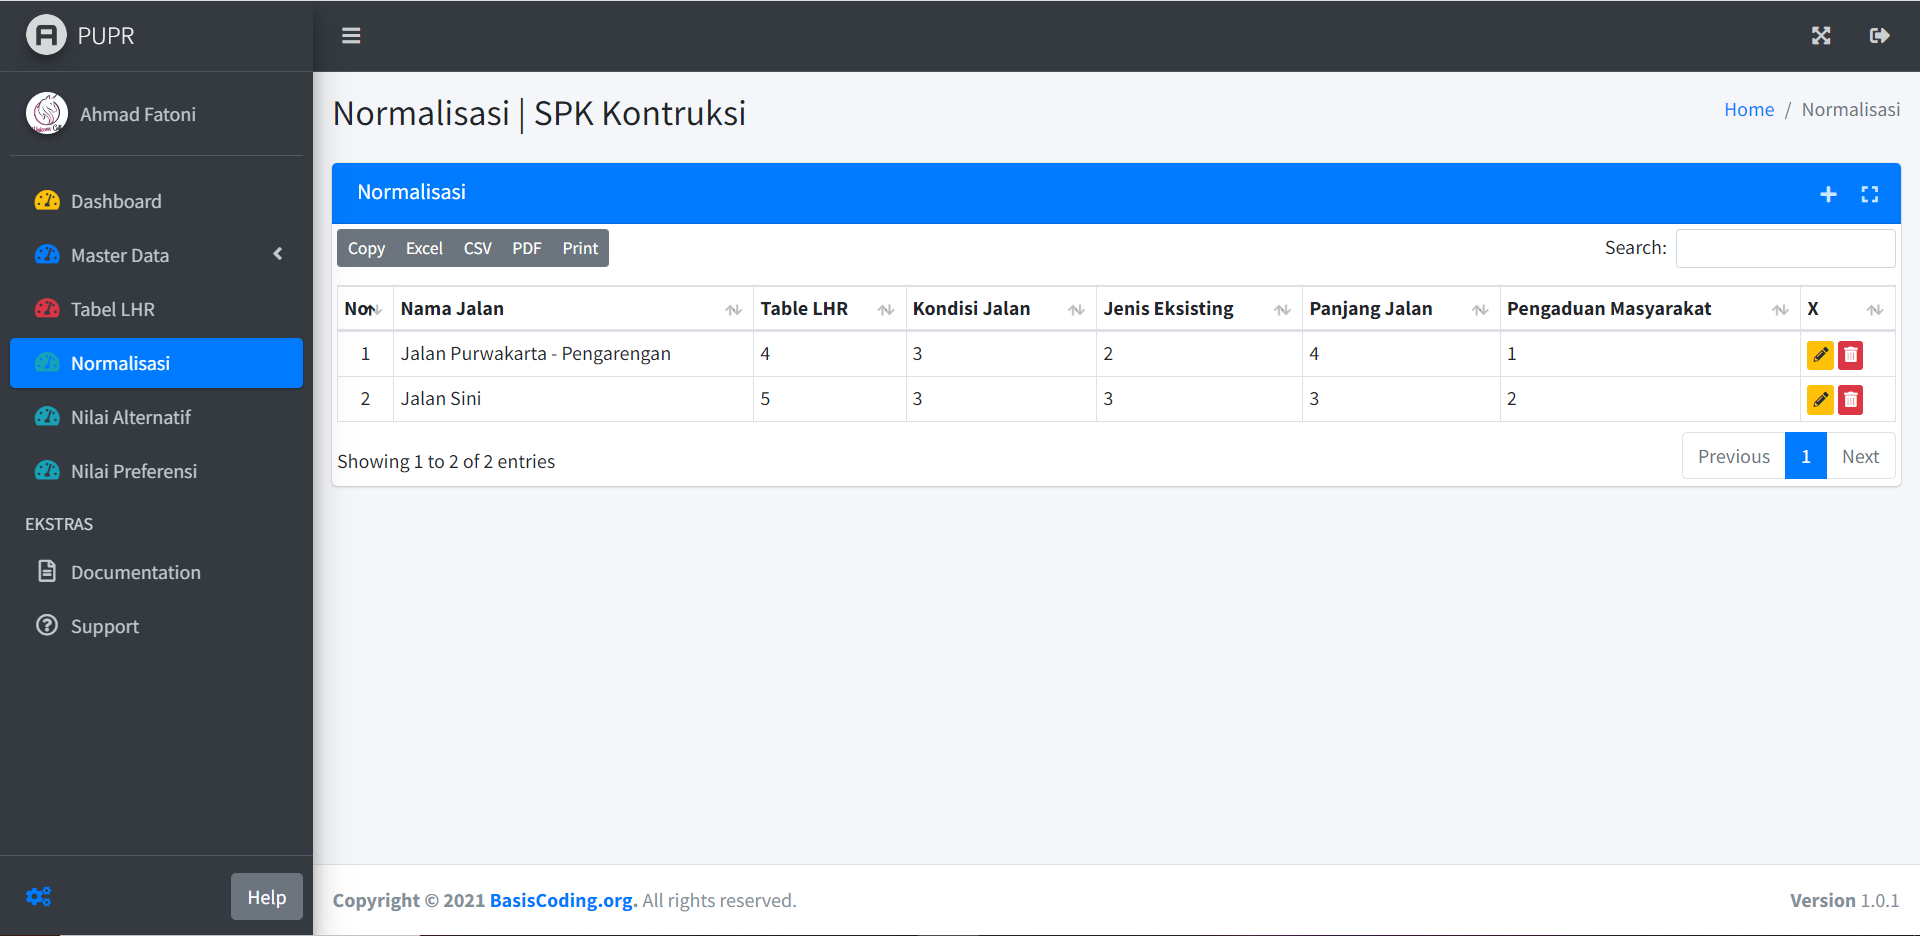 PUPR
Ahmad Fatoni
Dashboard
Master Data
Tabel LHR
Normalisasi
Nilai Alternatif
Nilai Preferensi
EKSTRAS
Documentation
Support
Help
Normalisasi | SPK Kontruksi
Home / Normalisasi
Normalisasi
Copy Excel CSV PDF Print
Search:
No Nama Jalan Table LHR Kondisi Jalan Jenis Eksisting Panjang Jalan Pengaduan Masyarakat X
1 Jalan Purwakarta - Pengarengan 4 3 2 4 1
2 Jalan Sini 5 3 3 3 2
Showing 1 to 2 of 2 entries
Previous 1 Next
Copyright © 2021 BasisCoding.org. All rights reserved.
Version 1.0.1